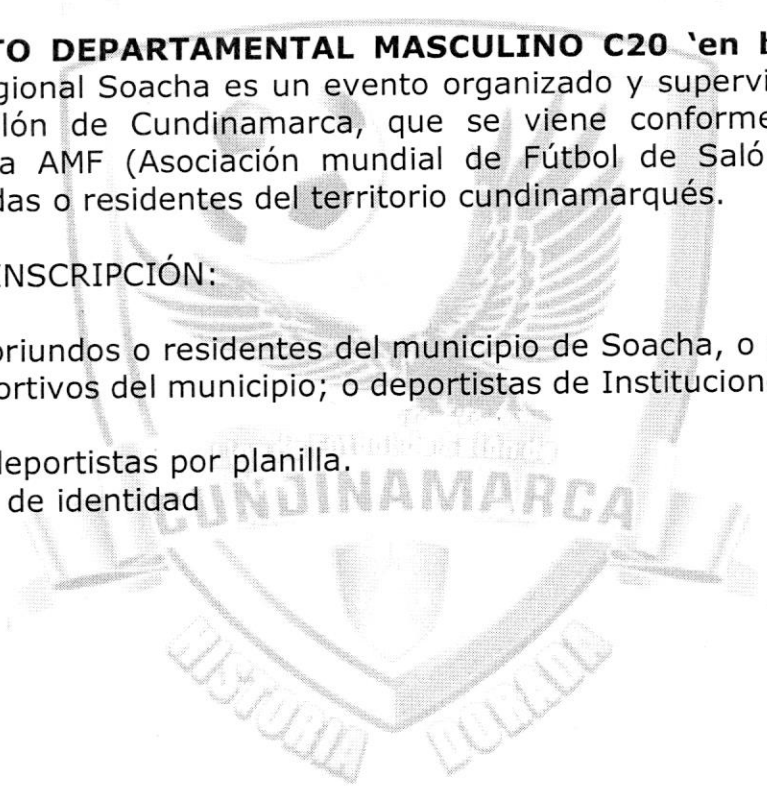 TO DEPARTAMENTAL MASCULINO C20 ‘en b
gional Soacha es un evento organizado y supervi
lón de Cundinamarca, que se viene conforme
a AMF (Asociación mundial de Fútbol de Saló
das o residentes del territorio cundinamarqués.
INSCRIPCIÓN:
oriundos o residentes del municipio de Soacha, o
ortivos del municipio; o deportistas de Institucion
deportistas por planilla.
de identidad
CUNDINAMARCA
HISTORIA DORADA